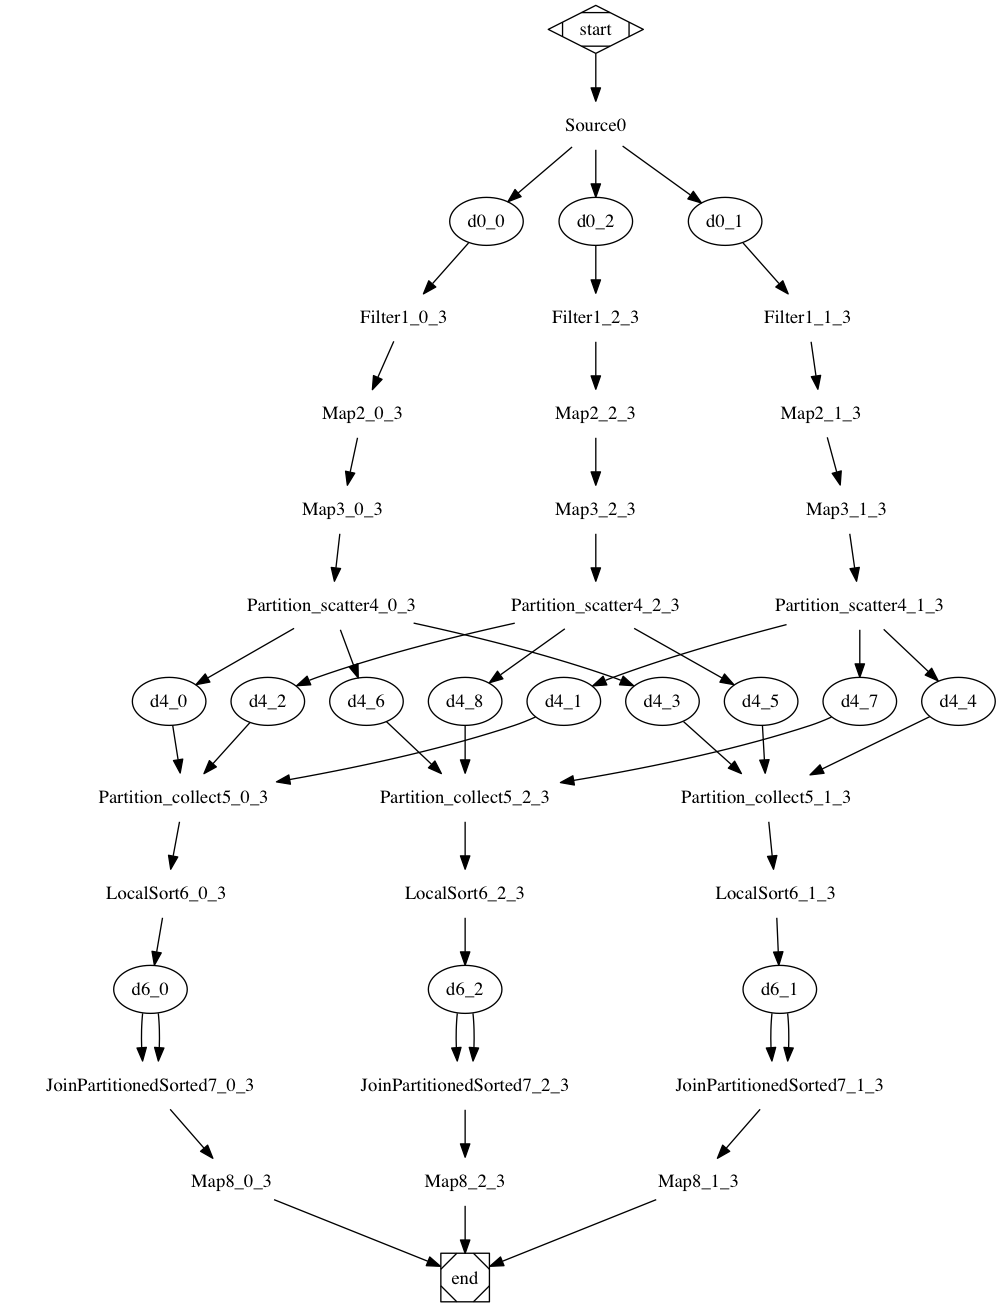 start
Source0
d0_0 d0_2 d0_1
Filter1_0_3 Filter1_2_3 Filter1_1_3
Map2_0_3 Map2_2_3 Map2_1_3
Map3_0_3 Map3_2_3 Map3_1_3
Partition_scatter4_0_3 Partition_scatter4_2_3 Partition_scatter4_1_3
d4_0 d4_2 d4_6 d4_8 d4_1 d4_3 d4_5 d4_7 d4_4
Partition_collect5_0_3 Partition_collect5_2_3 Partition_collect5_1_3
LocalSort6_0_3 LocalSort6_2_3 LocalSort6_1_3
d6_0 d6_2 d6_1
JoinPartitionedSorted7_0_3 JoinPartitionedSorted7_2_3 JoinPartitionedSorted7_1_3
Map8_0_3 Map8_2_3 Map8_1_3
end